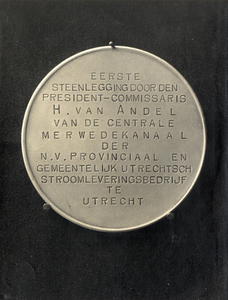 EERSTE
STEENLEGGING DOOR DEN
PRESIDENT-COMMISSARIS
H. VAN ANDEL
VAN DE CENTRALE
MERWEDEKANAAL
DER
N.V. PROVINCIAAL EN
GEMEENTELIJK UTRECHTSCH
STROOMLEVERINGSBEDRIJF
TE
UTRECHT